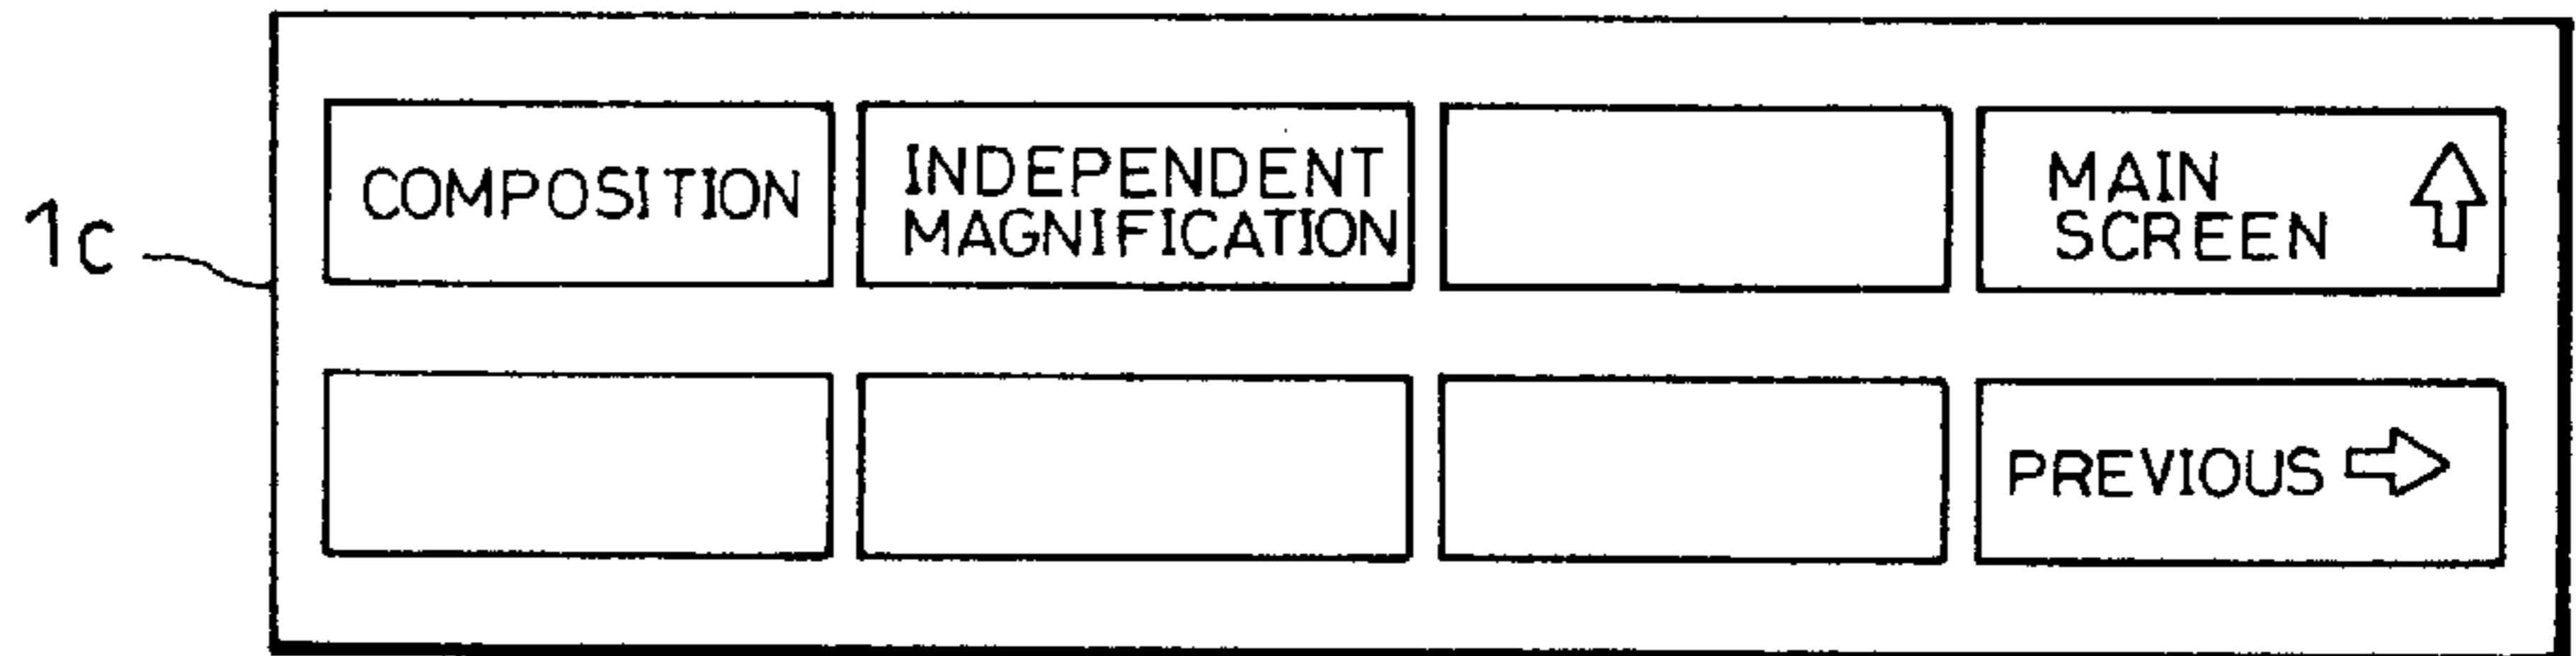 COMPOSITION
INDEPENDENT
MAGNIFICATION
MAIN
SCREEN
1c
PREVIOUS